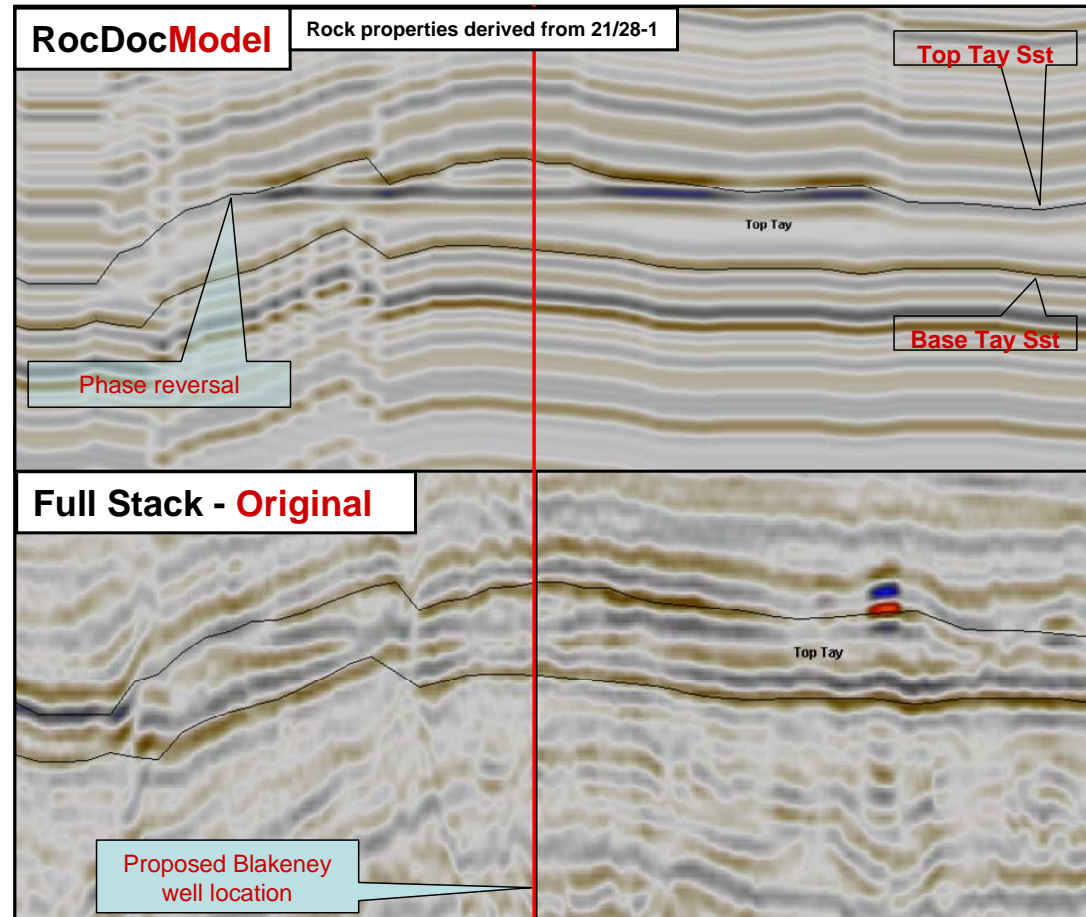 RocDocModel
Rock properties derived from 21/28-1
Top Tay Sst
Top Tay
Base Tay Sst
Phase reversal
Full Stack - Original
Top Tay
Proposed Blakeney
well location